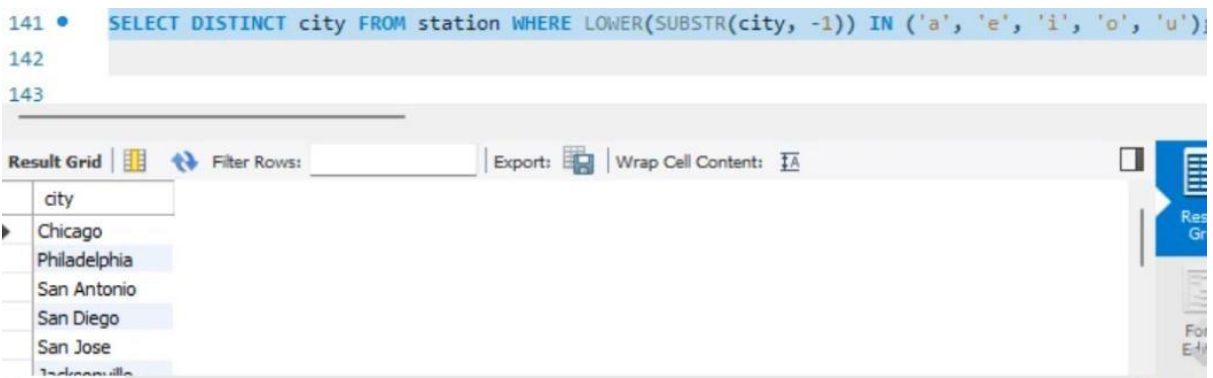 141 SELECT DISTINCT city FROM station WHERE LOWER(SUBSTR(city, -1)) IN ('a', 'e', 'i', 'o', 'u');
142
143
Result Grid Filter Rows: Export: Wrap Cell Content:
city
Chicago
Philadelphia
San Antonio
San Diego
San Jose